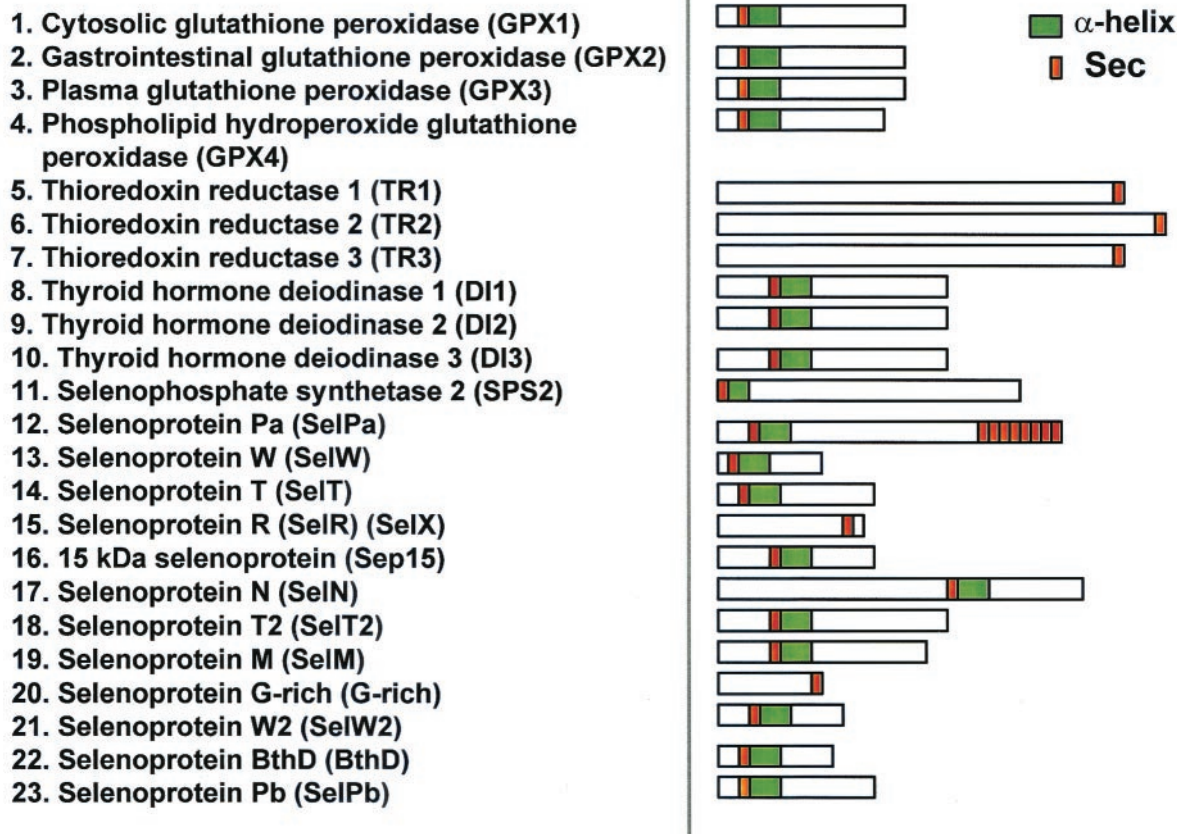 1. Cytosolic glutathione peroxidase (GPX1)
2. Gastrointestinal glutathione peroxidase (GPX2)
3. Plasma glutathione peroxidase (GPX3)
4. Phospholipid hydroperoxide glutathione
peroxidase (GPX4)
5. Thioredoxin reductase 1 (TR1)
6. Thioredoxin reductase 2 (TR2)
7. Thioredoxin reductase 3 (TR3)
8. Thyroid hormone deiodinase 1 (DI1)
9. Thyroid hormone deiodinase 2 (DI2)
10. Thyroid hormone deiodinase 3 (DI3)
11. Selenophosphate synthetase 2 (SPS2)
12. Selenoprotein Pa (SelPa)
13. Selenoprotein W (SelW)
14. Selenoprotein T (SelT)
15. Selenoprotein R (SelR) (SelX)
16. 15 kDa selenoprotein (Sep15)
17. Selenoprotein N (SelN)
18. Selenoprotein T2 (SelT2)
19. Selenoprotein M (SelM)
20. Selenoprotein G-rich (G-rich)
21. Selenoprotein W2 (SelW2)
22. Selenoprotein BthD (BthD)
23. Selenoprotein Pb (SelPb)
α-helix
Sec